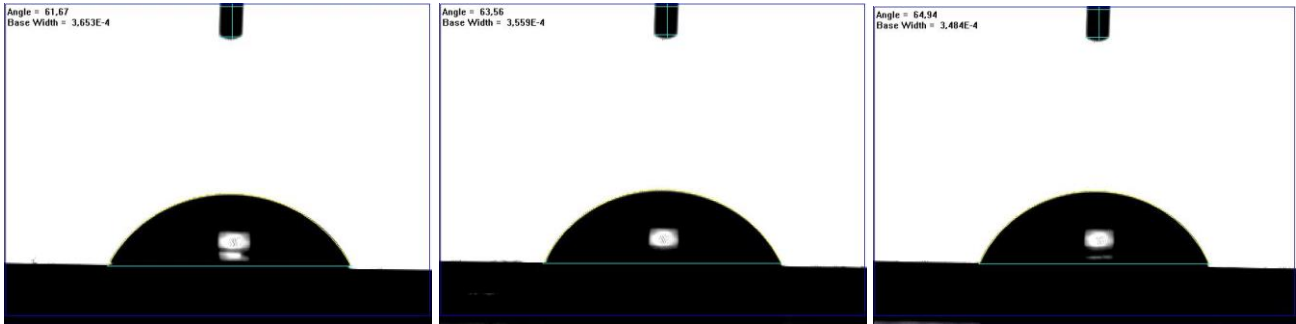 Angle = 61,67
Base Width = 3,653E-4
Angle = 63,56
Base Width = 3,559E-4
Angle = 64,94
Base Width = 3,484E-4